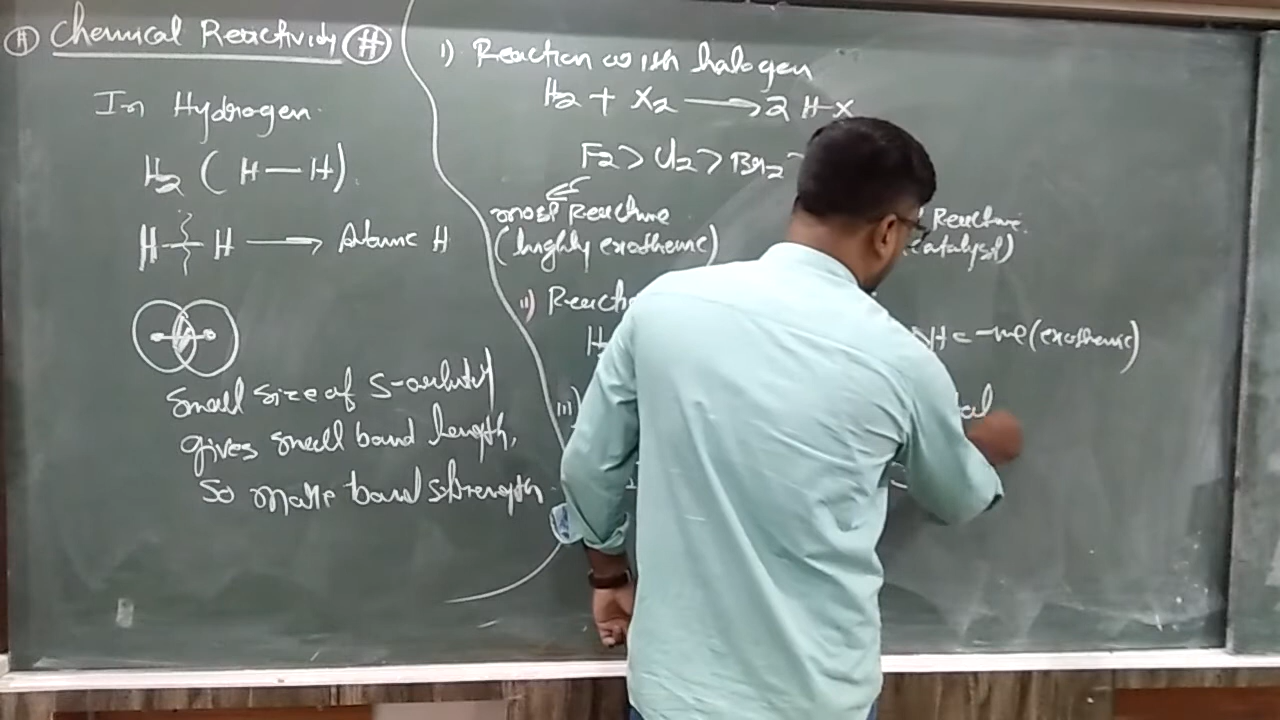 # Chemical Reactivity #
In Hydrogen
H2 ( H—H)
H H → Atomic H
Small size of s-orbital
gives small bond length,
so make bond strength
i) Reaction with halogen
H2 + X2 → 2 H-X
F2 > Cl2 > Br2 >
most Reactive
(highly exothermic)
Reactive
catalyst)
ii) Reactio
H
ΔH = -ve (exothermic)
iii)